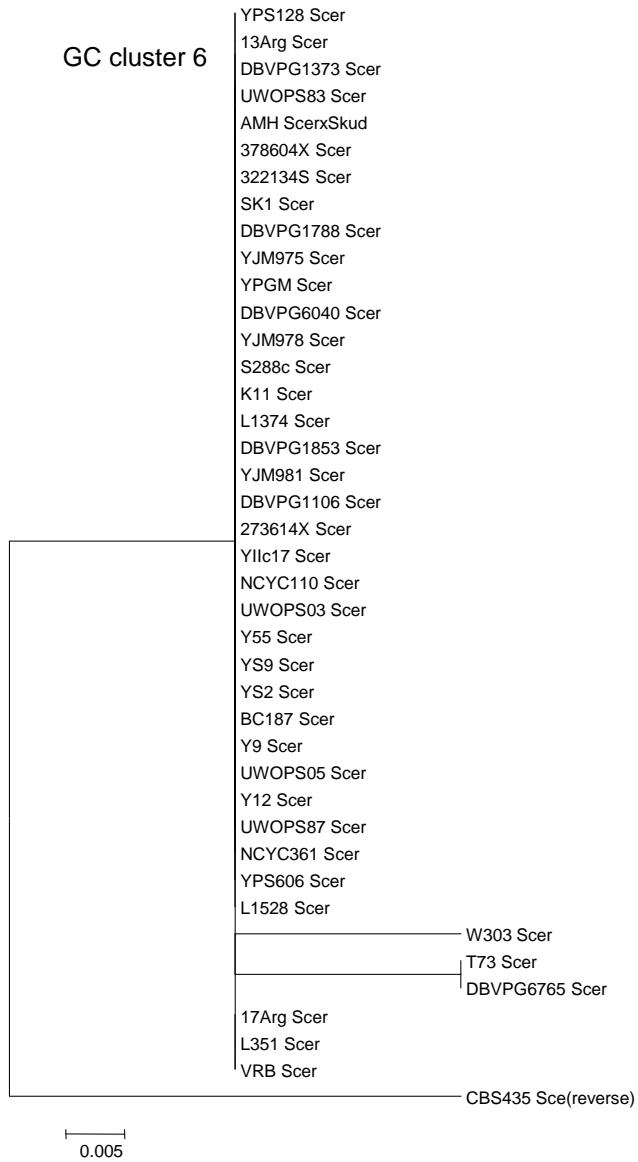 YPS128 Scer
GC cluster 6
13Arg Scer
DBVPG1373 Scer
UWOPS83 Scer
AMH ScerxSkud
378604X Scer
322134S Scer
SK1 Scer
DBVPG1788 Scer
YJM975 Scer
YPGM Scer
DBVPG6040 Scer
YJM978 Scer
S288c Scer
K11 Scer
L1374 Scer
DBVPG1853 Scer
YJM981 Scer
DBVPG1106 Scer
273614X Scer
YIIc17 Scer
NCYC110 Scer
UWOPS03 Scer
Y55 Scer
YS9 Scer
YS2 Scer
BC187 Scer
Y9 Scer
UWOPS05 Scer
Y12 Scer
UWOPS87 Scer
NCYC361 Scer
YPS606 Scer
L1528 Scer
W303 Scer
T73 Scer
DBVPG6765 Scer
17Arg Scer
L351 Scer
VRB Scer
CBS435 Sce(reverse)
0.005